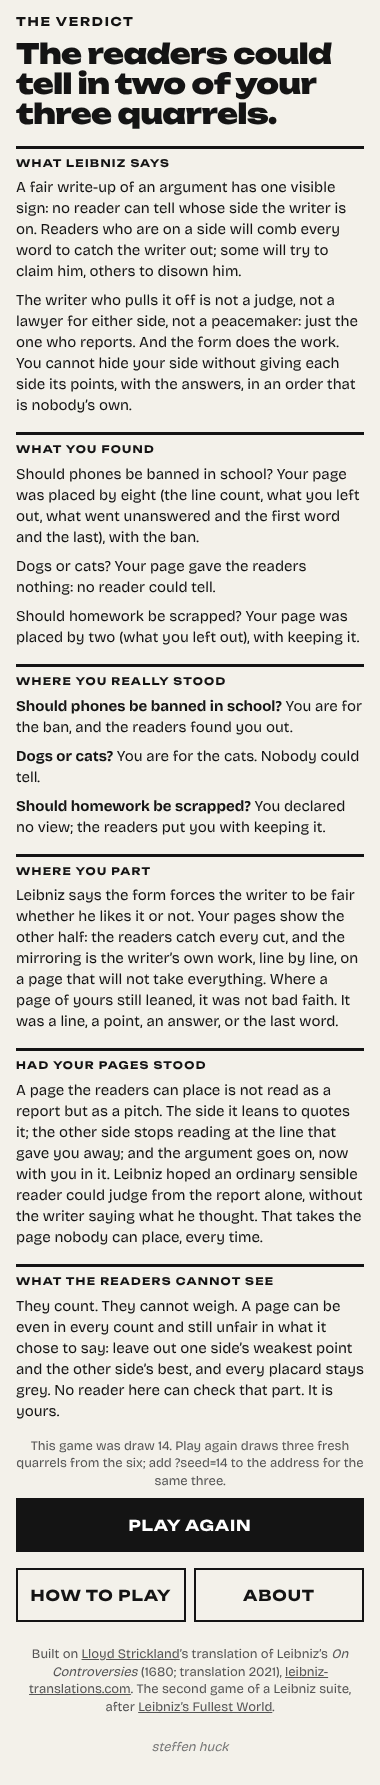 THE VERDICT
The readers could
tell in two of your
three quarrels.
WHAT LEIBNIZ SAYS
A fair write-up of an argument has one visible
sign: no reader can tell whose side the writer is
on. Readers who are on a side will comb every
word to catch the writer out; some will try to
claim him, others to disown him.
The writer who pulls it off is not a judge, not a
lawyer for either side, not a peacemaker: just the
one who reports. And the form does the work.
You cannot hide your side without giving each
side its points, with the answers, in an order that
is nobody's own.
WHAT YOU FOUND
Should phones be banned in school? Your page
was placed by eight (the line count, what you left
out, what went unanswered and the first word
and the last), with the ban.
Dogs or cats? Your page gave the readers
nothing: no reader could tell.
Should homework be scrapped? Your page was
placed by two (what you left out), with keeping it.
WHERE YOU REALLY STOOD
Should phones be banned in school? You are for
the ban, and the readers found you out.
Dogs or cats? You are for the cats. Nobody could
tell.
Should homework be scrapped? You declared
no view; the readers put you with keeping it.
WHERE YOU PART
Leibniz says the form forces the writer to be fair
whether he likes it or not. Your pages show the
other half: the readers catch every cut, and the
mirroring is the writer's own work, line by line, on
a page that will not take everything. Where a
page of yours still leaned, it was not bad faith. It
was a line, a point, an answer, or the last word.
HAD YOUR PAGES STOOD
A page the readers can place is not read as a
report but as a pitch. The side it leans to quotes
it; the other side stops reading at the line that
gave you away; and the argument goes on, now
with you in it. Leibniz hoped an ordinary sensible
reader could judge from the report alone, without
the writer saying what he thought. That takes the
page nobody can place, every time.
WHAT THE READERS CANNOT SEE
They count. They cannot weigh. A page can be
even in every count and still unfair in what it
chose to say: leave out one side's weakest point
and the other side's best, and every placard stays
grey. No reader here can check that part. It is
yours.
This game was draw 14. Play again draws three fresh
quarrels from the six; add ?seed=14 to the address for the
same three.
PLAY AGAIN
HOW TO PLAY
ABOUT
Built on Lloyd Strickland's translation of Leibniz's On
Controversies (1680; translation 2021), leibniz-
translations.com. The second game of a Leibniz suite,
after Leibniz's Fullest World.
steffen huck